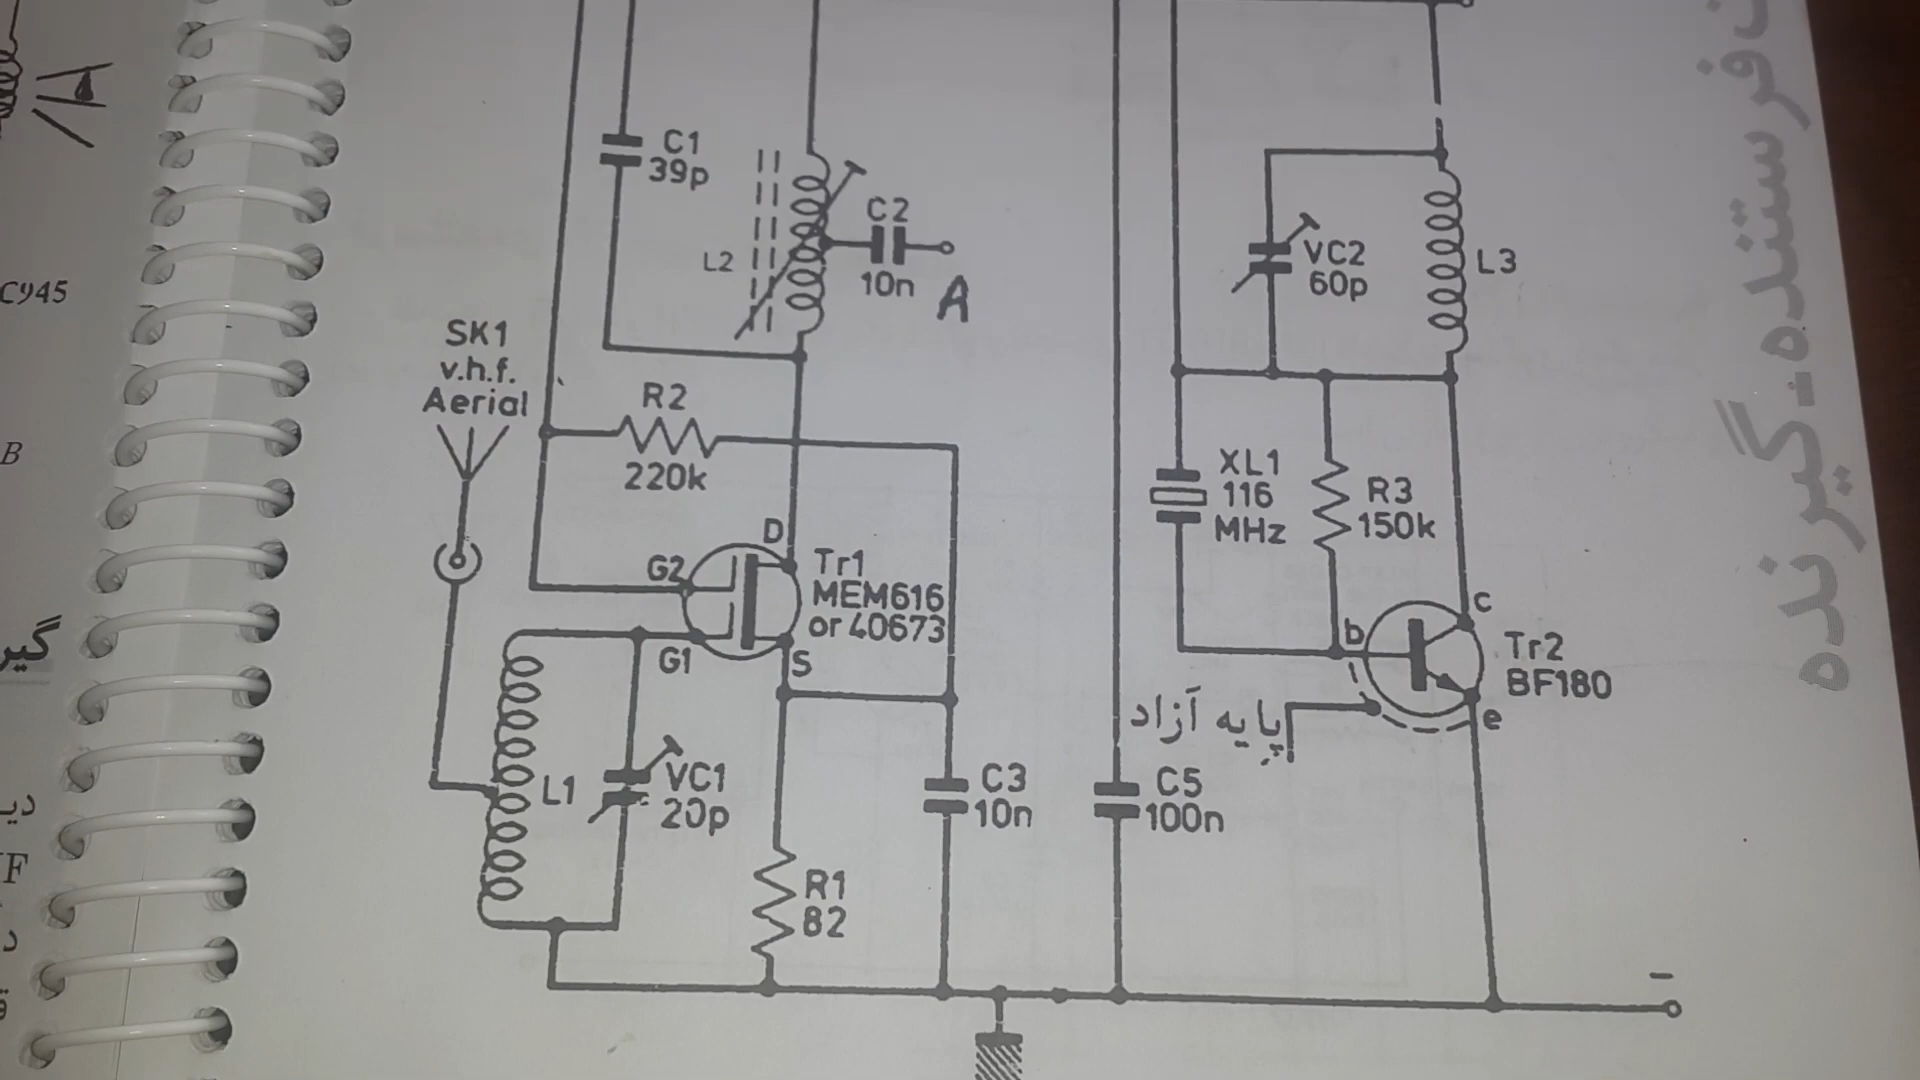 C945
B
گیر
F
C1
39p
L2
C2
10n
A
SK1
v.h.f.
Aerial
R2
220k
D
G2
G1
S
Tr1
MEM616
or 40673
L1
VC1
20p
R1
82
C3
10n
C5
100n
VC2
60p
L3
XL1
116
MHz
R3
150k
b
c
e
Tr2
BF180
پایه آزاد
–
فرستنده-گیرنده